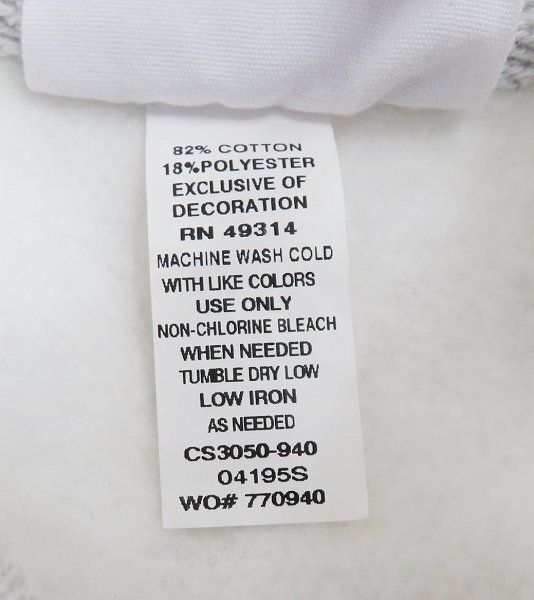 82% COTTON
18%POLYESTER
EXCLUSIVE OF
DECORATION
RN 49314
MACHINE WASH COLD
WITH LIKE COLORS
USE ONLY
NON-CHLORINE BLEACH
WHEN NEEDED
TUMBLE DRY LOW
LOW IRON
AS NEEDED
CS3050-940
04195S
WO# 770940